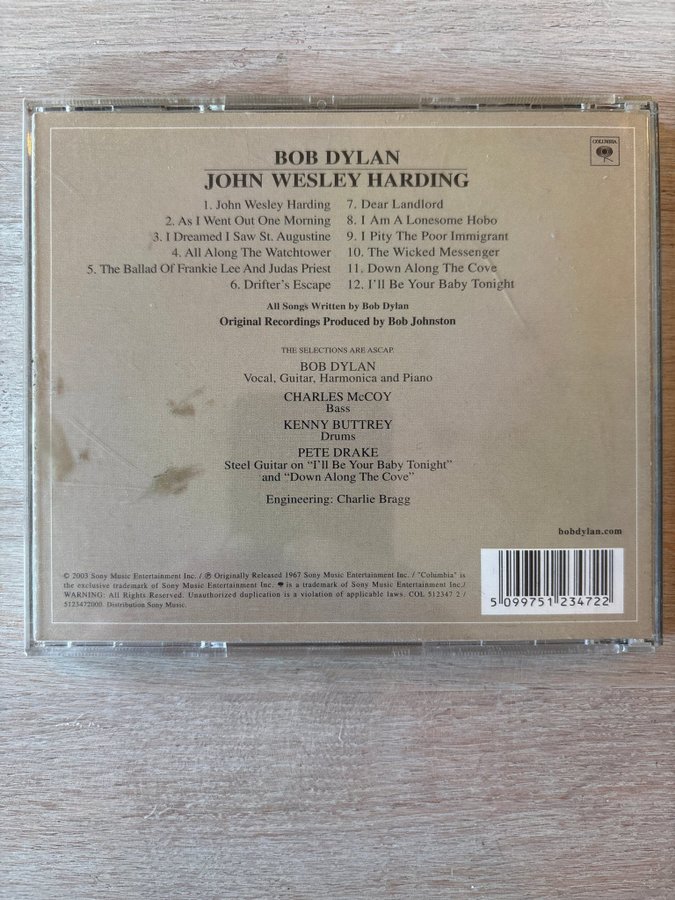 BOB DYLAN
JOHN WESLEY HARDING
COLUMBIA
1. John Wesley Harding
2. As I Went Out One Morning
3. I Dreamed I Saw St. Augustine
4. All Along The Watchtower
5. The Ballad Of Frankie Lee And Judas Priest
6. Drifter's Escape
7. Dear Landlord
8. I Am A Lonesome Hobo
9. I Pity The Poor Immigrant
10. The Wicked Messenger
11. Down Along The Cove
12. I'll Be Your Baby Tonight
All Songs Written by Bob Dylan
Original Recordings Produced by Bob Johnston
THE SELECTIONS ARE ASCAP.
BOB DYLAN
Vocal, Guitar, Harmonica and Piano
CHARLES McCOY
Bass
KENNY BUTTREY
Drums
PETE DRAKE
Steel Guitar on "I'll Be Your Baby Tonight"
and "Down Along The Cove"
Engineering: Charlie Bragg
bobdylan.com
© 2003 Sony Music Entertainment Inc. / ℗ Originally Released 1967 Sony Music Entertainment Inc. / "Columbia" is
the exclusive trademark of Sony Music Entertainment Inc. is a trademark of Sony Music Entertainment Inc./
WARNING: All Rights Reserved. Unauthorized duplication is a violation of applicable laws. COL 512347 2 /
5123472000 Distribution Sony Music.
5 099751 234722